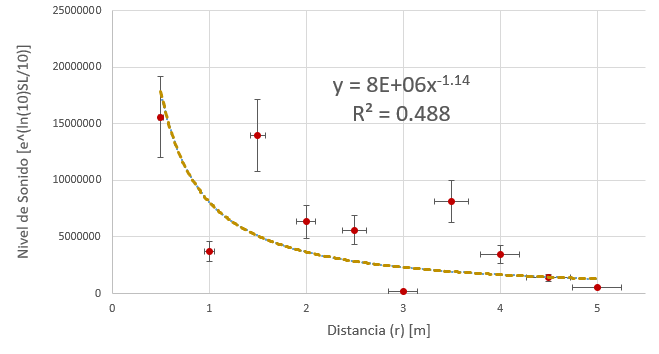 25000000
20000000
15000000
10000000
5000000
0
0 1 2 3 4 5
Nivel de Sonido [e^(ln(10)SL/10)]
Distancia (r) [m]
y = 8E+06x^-1.14
R² = 0.488